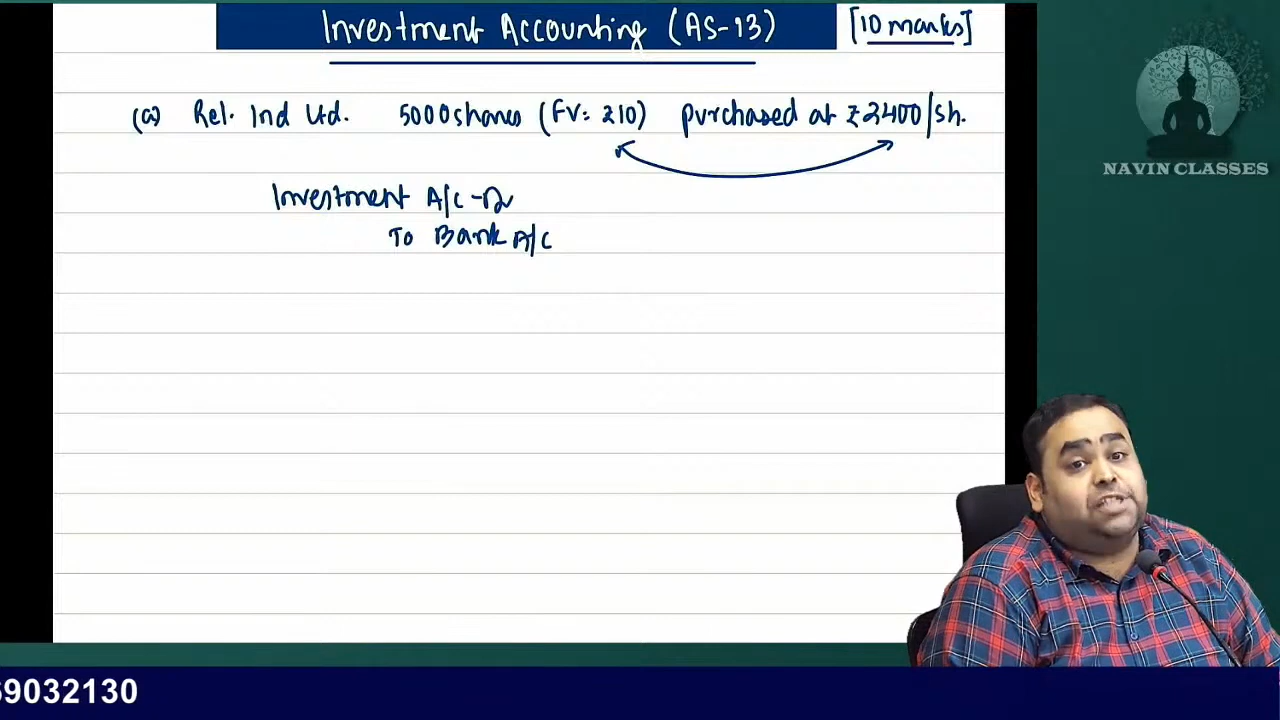 Investment Accounting (AS-13) [10 marks]
(a) Rel. Ind Ltd. 5000 shares (FV= ₹10) purchased at ₹2400/sh.
NAVIN CLASSES
Investment A/c -Dr
To Bank A/c
69032130